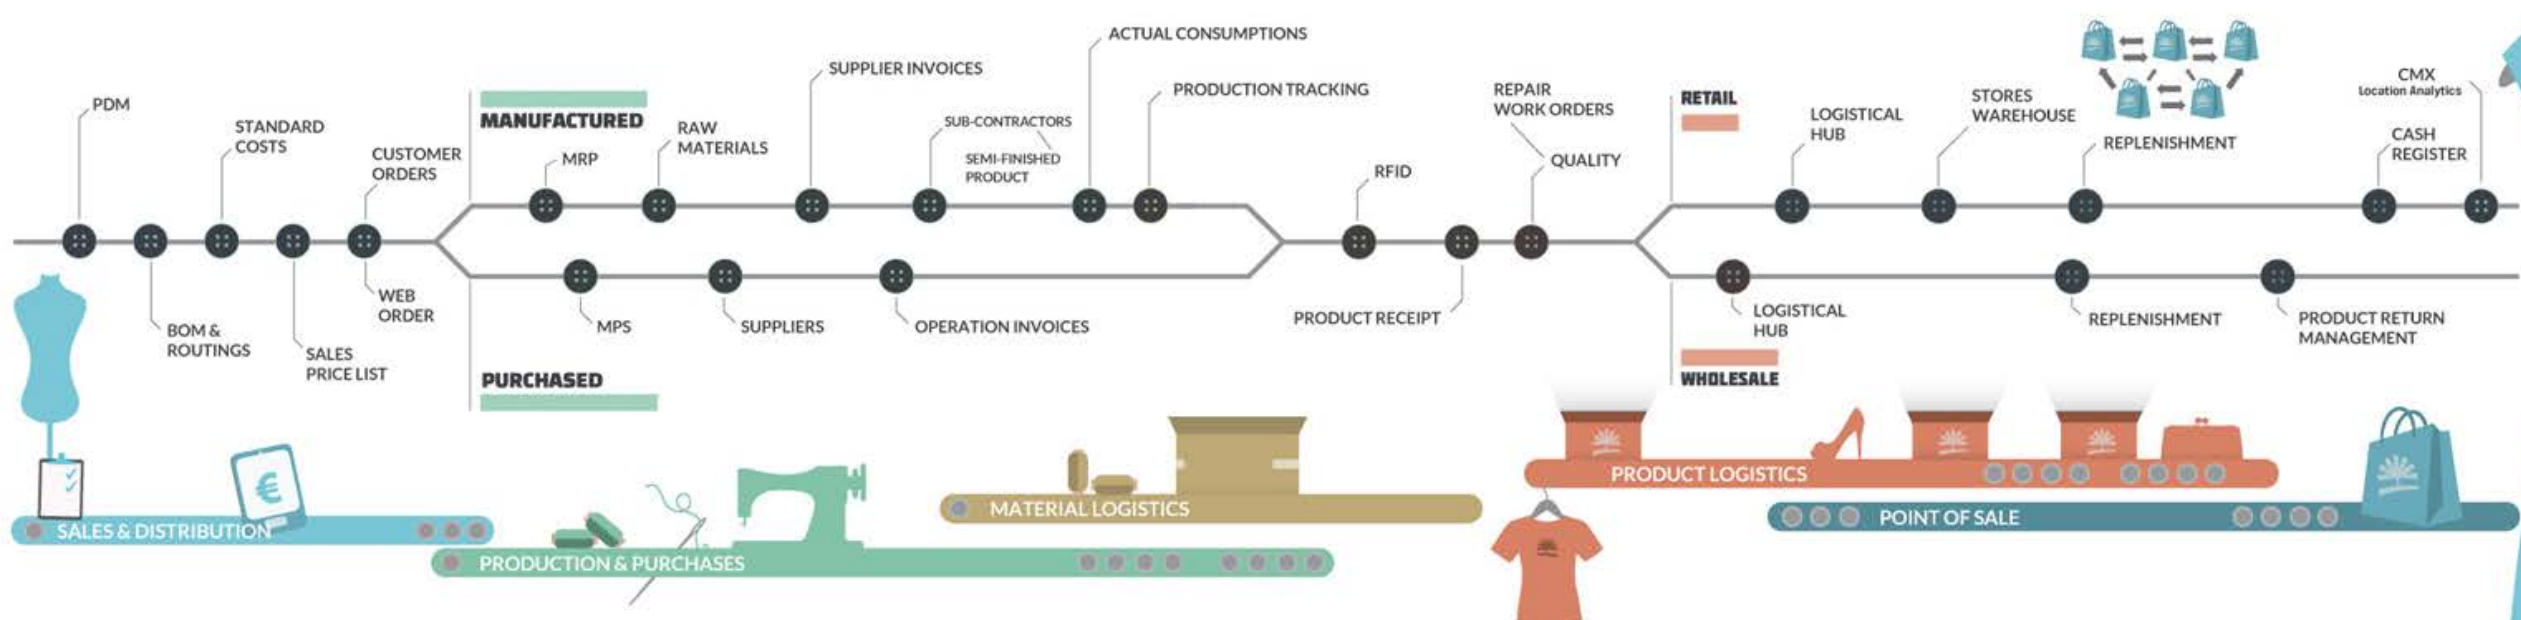 PDM
BOM &
ROUTINGS
STANDARD
COSTS
SALES
PRICE LIST
CUSTOMER
ORDERS
WEB
ORDER
MANUFACTURED
MRP
RAW
MATERIALS
SUPPLIER INVOICES
SUB-CONTRACTORS
SEMI-FINISHED
PRODUCT
ACTUAL CONSUMPTIONS
PRODUCTION TRACKING
PURCHASED
MPS
SUPPLIERS
OPERATION INVOICES
RFID
PRODUCT RECEIPT
REPAIR
WORK ORDERS
QUALITY
RETAIL
LOGISTICAL
HUB
STORES
WAREHOUSE
REPLENISHMENT
CASH
REGISTER
CMX
Location Analytics
WHOLESALE
LOGISTICAL
HUB
REPLENISHMENT
PRODUCT RETURN
MANAGEMENT
€
SALES & DISTRIBUTION
PRODUCTION & PURCHASES
MATERIAL LOGISTICS
PRODUCT LOGISTICS
POINT OF SALE